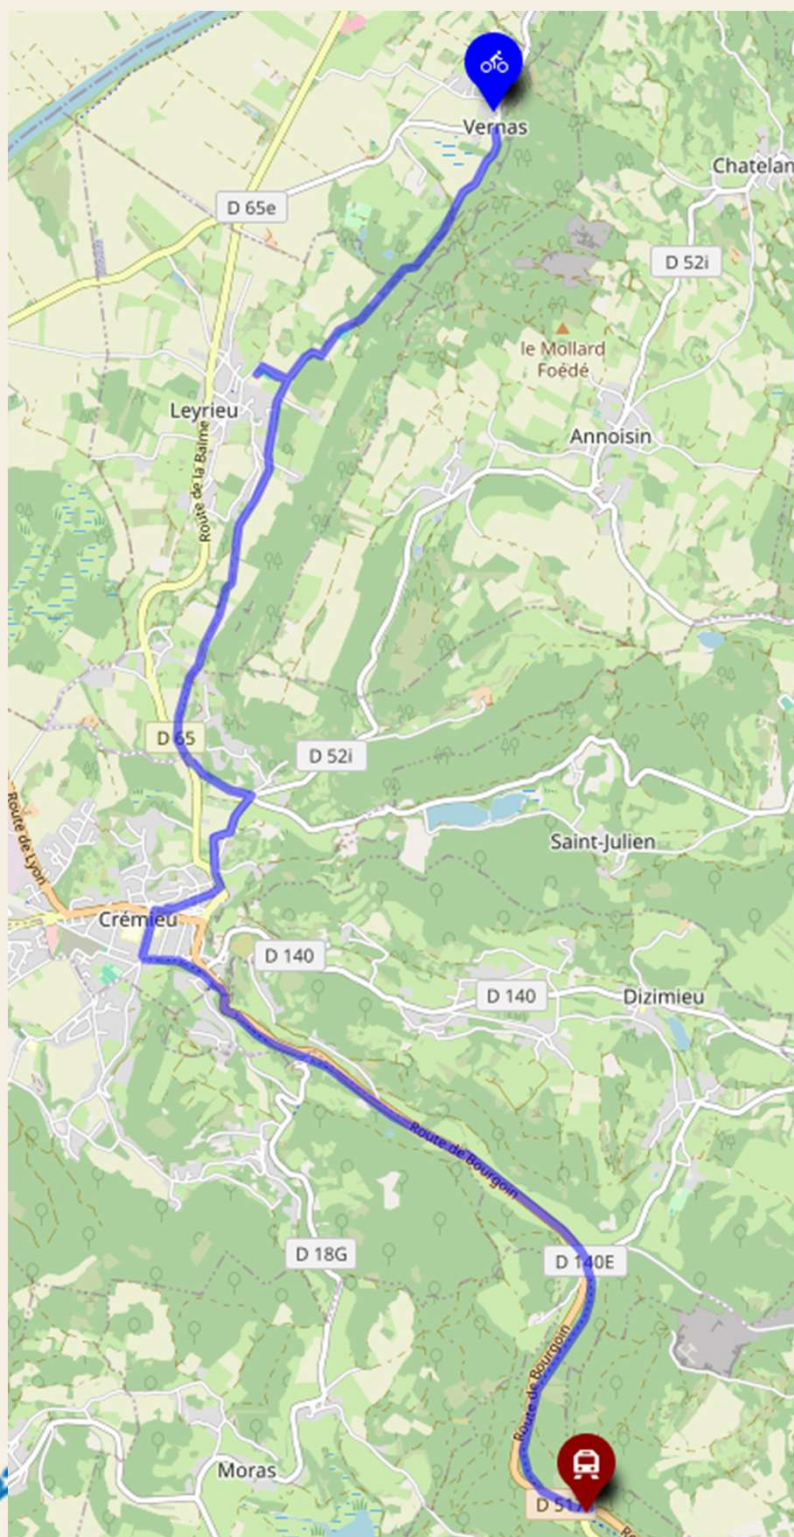 Vernas
Chatelan
D 65e
D 52i
le Mollard
Foédé
Leyrieu
Annoisin
Route de la Balme
D 65
D 52i
Route de Lyon
Saint-Julien
Crémieu
D 140
D 140
Dizimieu
Route de Bourgoin
D 18G
D 140E
Route de Bourgoin
Moras